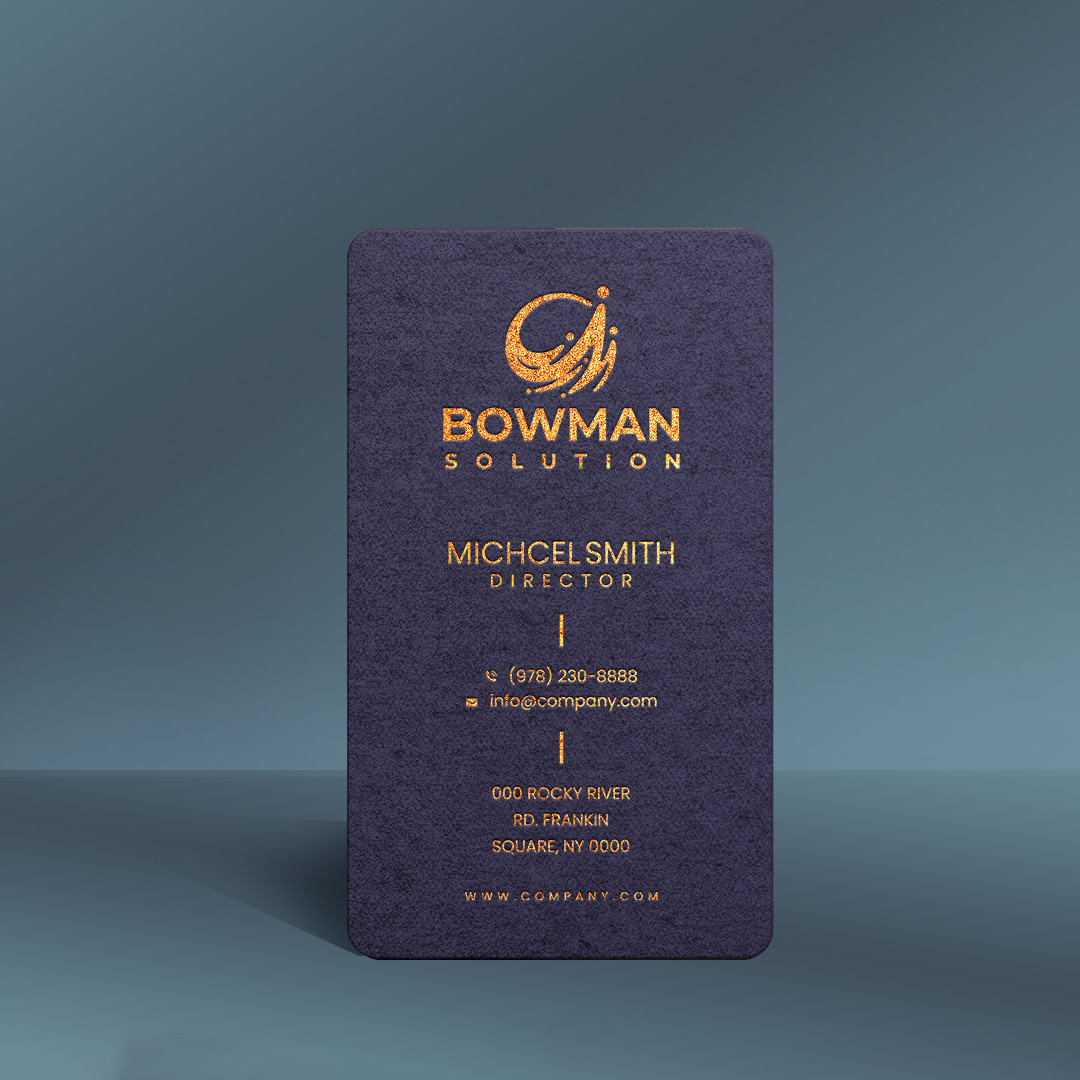 BOWMAN
SOLUTION
MICHCEL SMITH
DIRECTOR
(978) 230-8888
info@company.com
000 ROCKY RIVER
RD. FRANKIN
SQUARE, NY 0000
WWW.COMPANY.COM